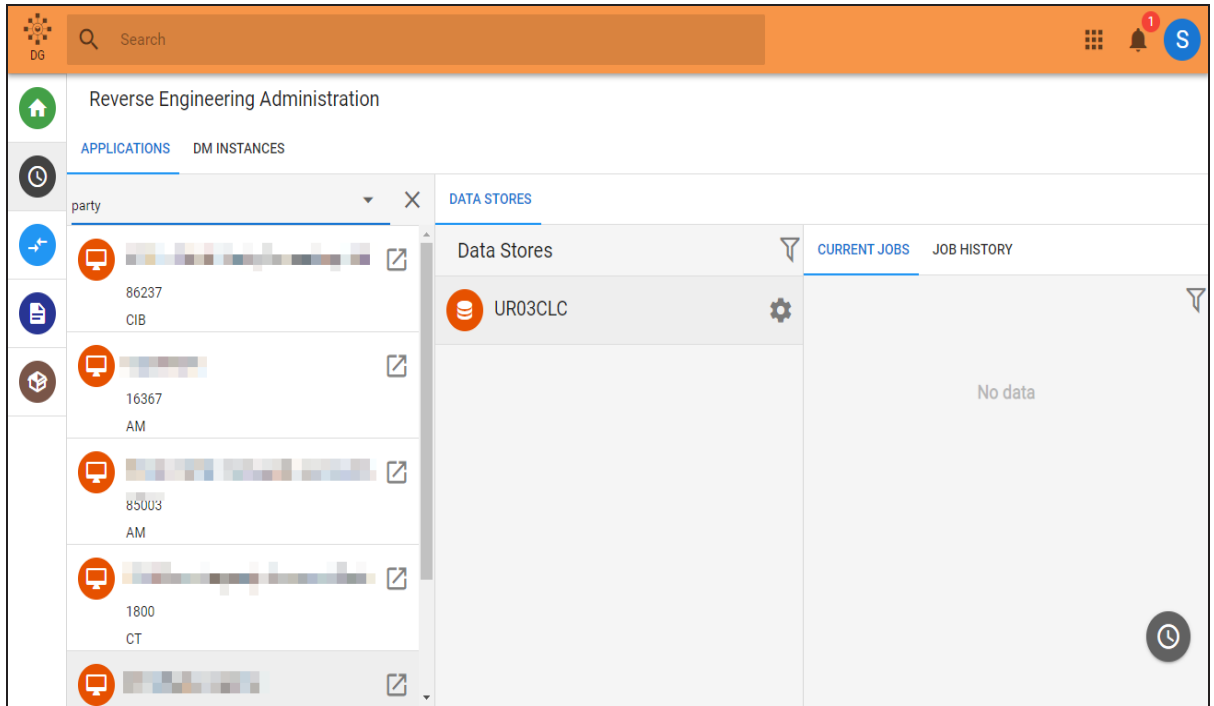 DG
Search
1
S
Reverse Engineering Administration
APPLICATIONS DM INSTANCES
party
86237
CIB
16367
AM
85003
AM
1800
CT
DATA STORES
Data Stores
UR03CLC
CURRENT JOBS JOB HISTORY
No data